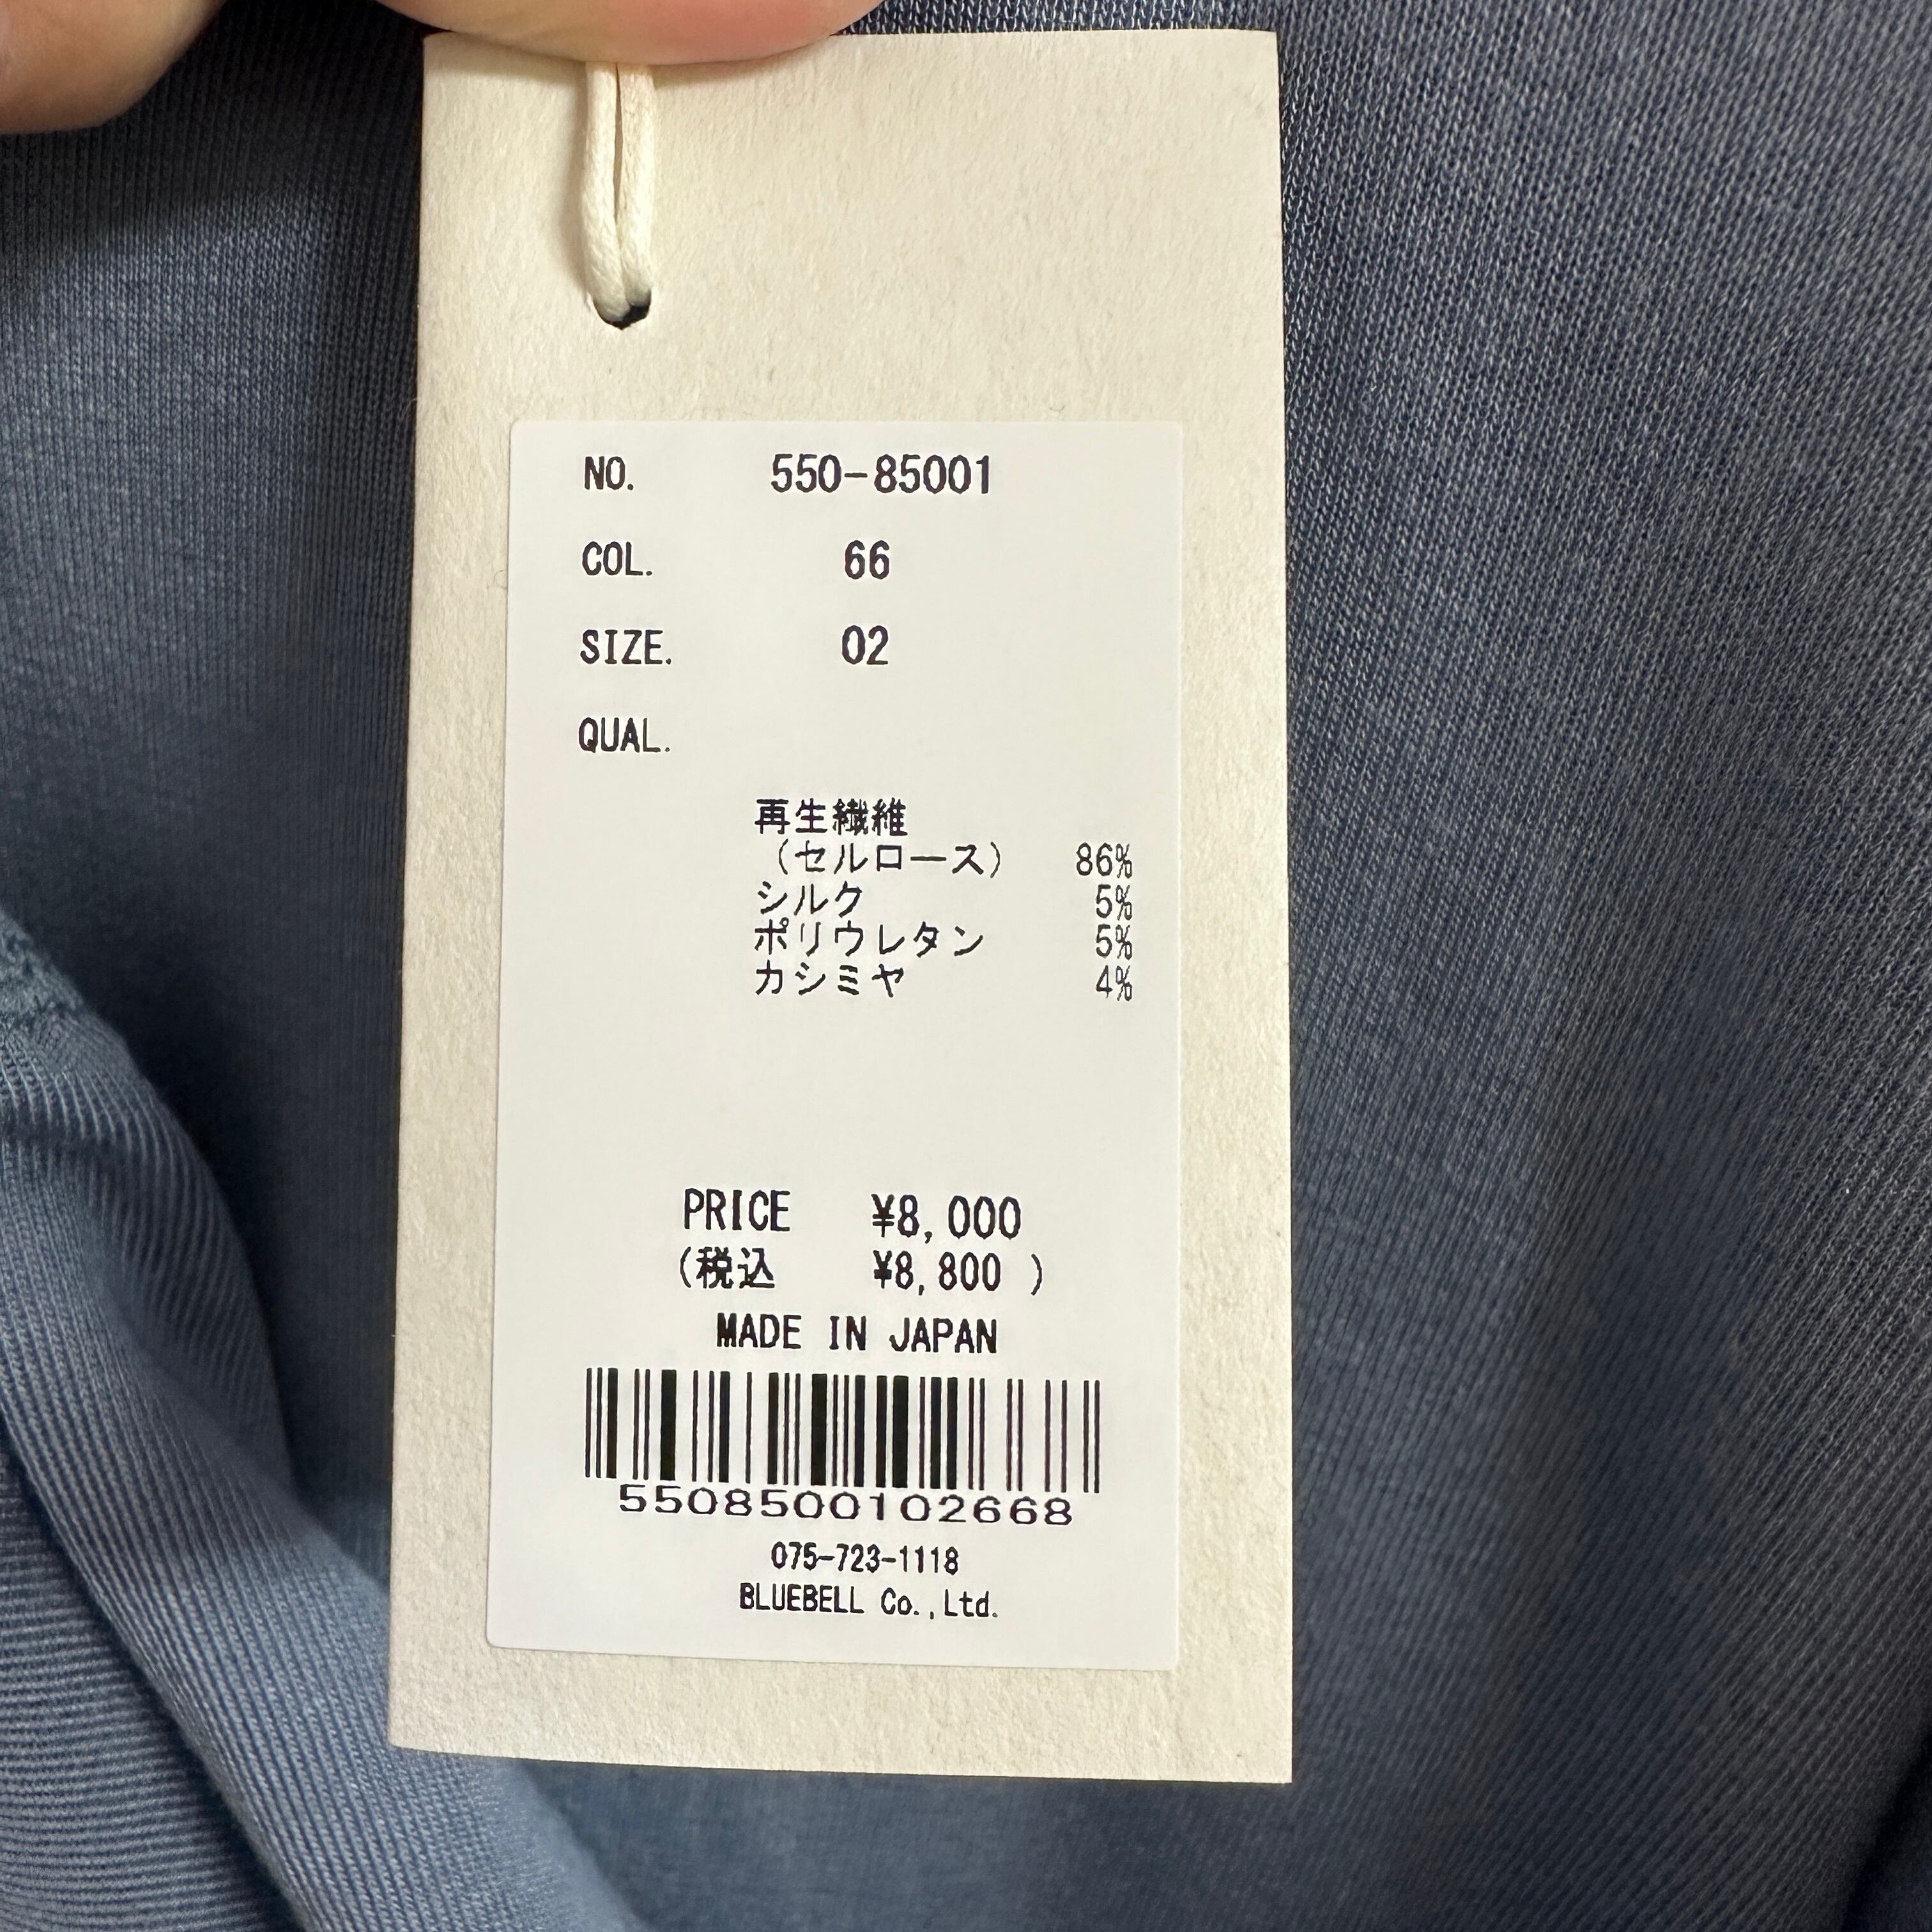 NO. 550-85001
COL. 66
SIZE. 02
QUAL.
再生繊維
（セルロース） 86%
シルク 5%
ポリウレタン 5%
カシミヤ 4%
PRICE ¥8,000
(税込 ¥8,800 )
MADE IN JAPAN
5508500102668
075-723-1118
BLUEBELL Co.,Ltd.